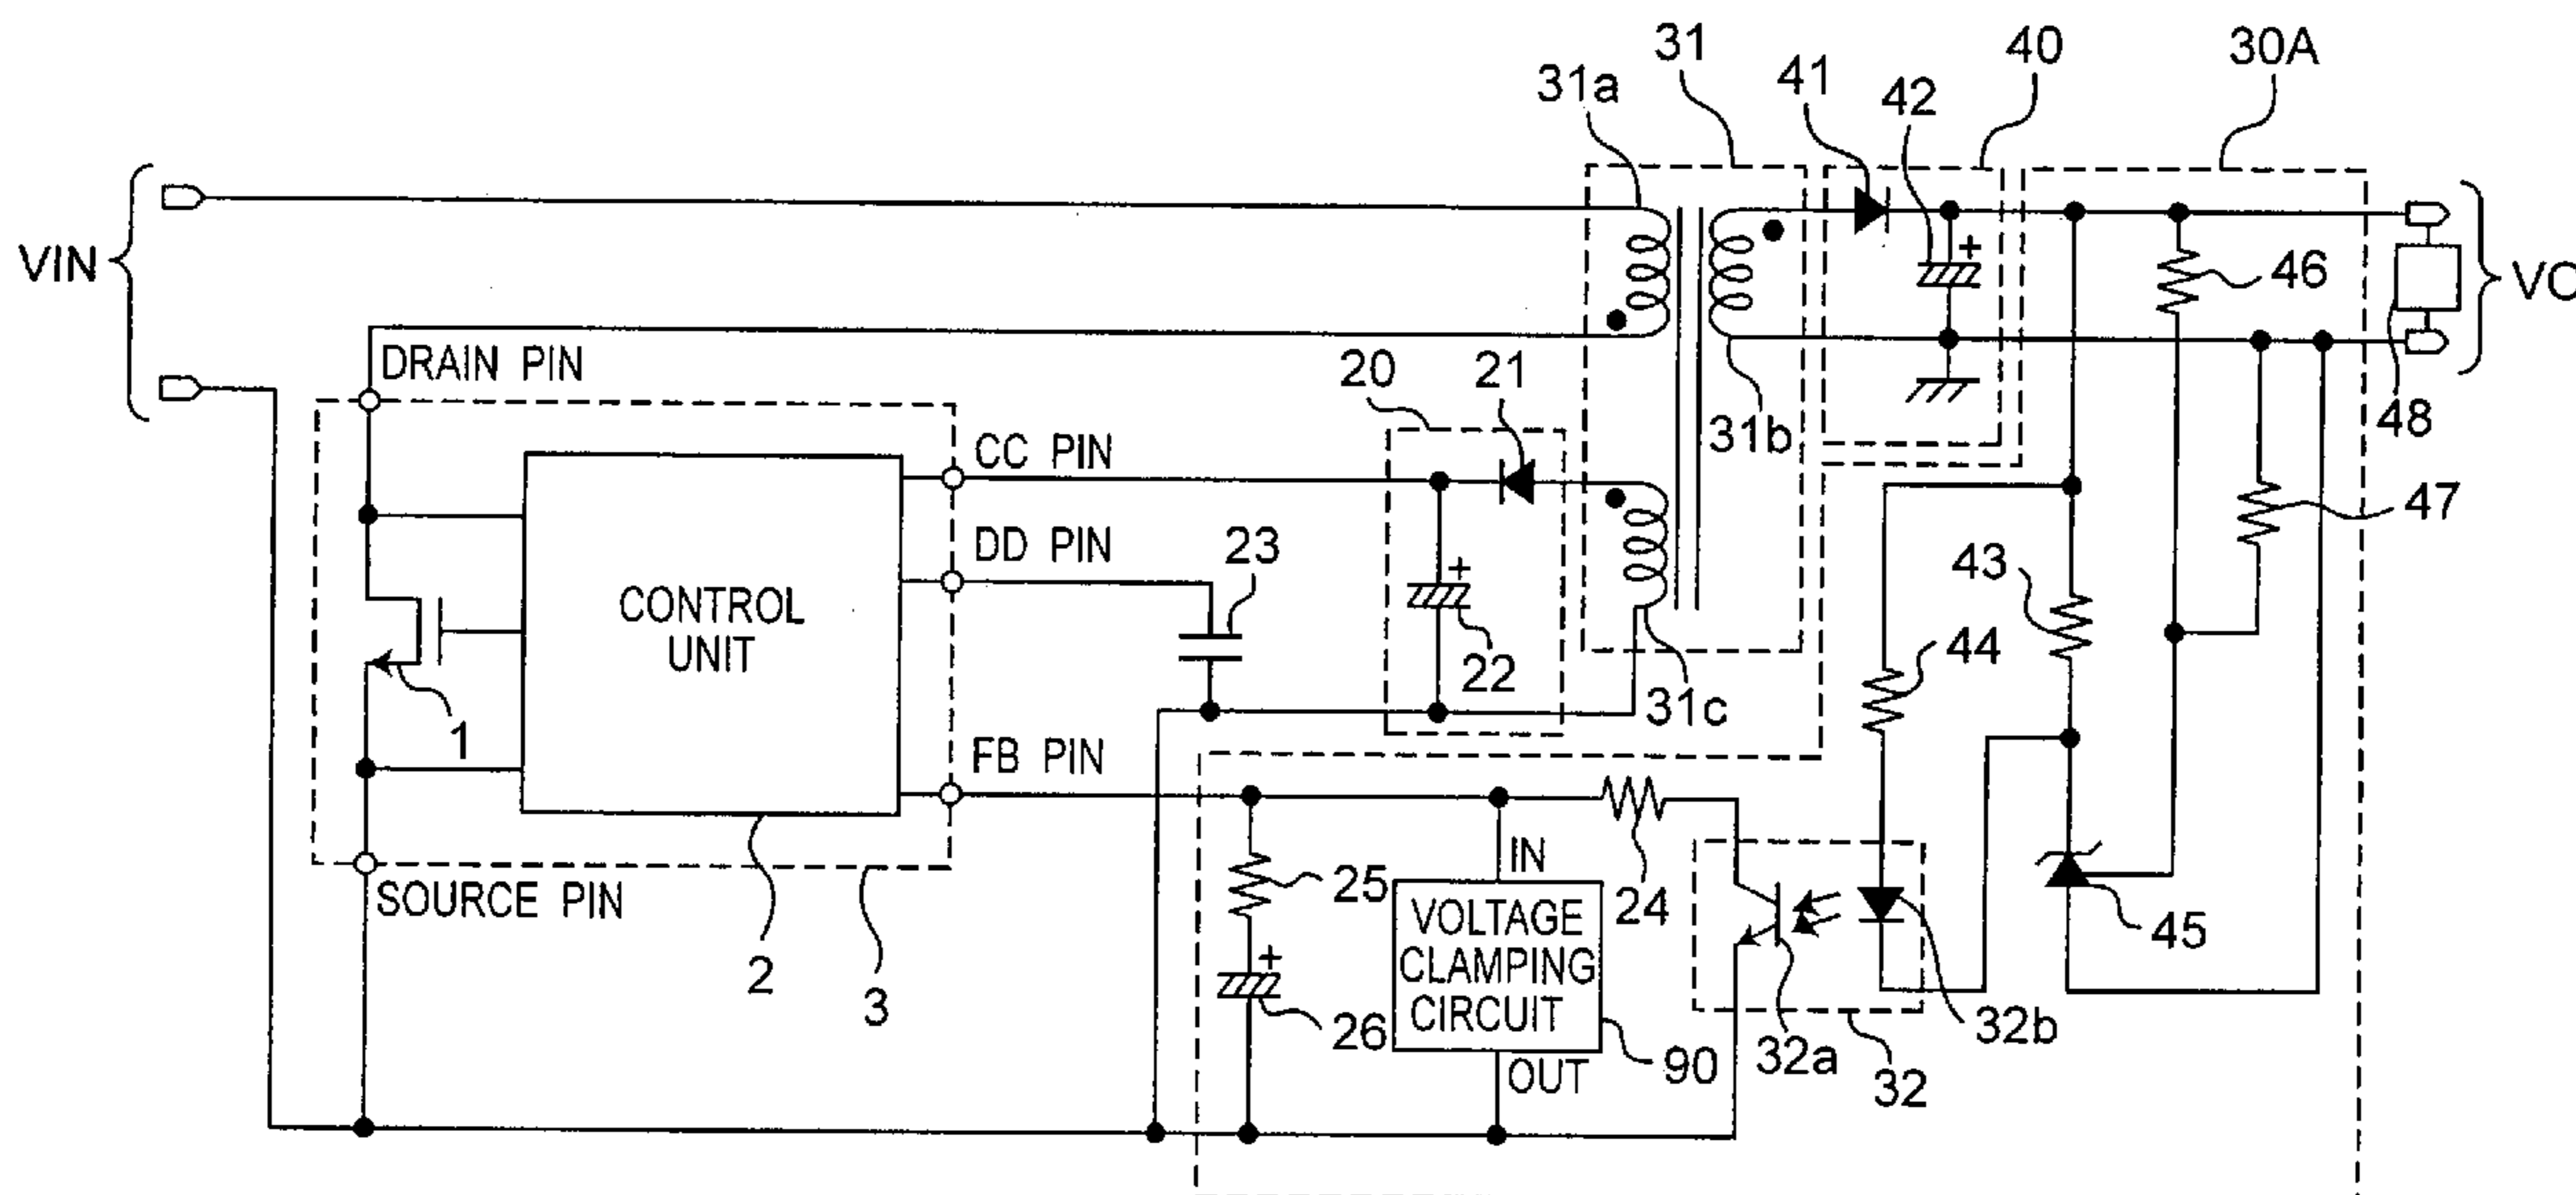 31
40
30A
31a
41
42
VIN
46
VO
DRAIN PIN
20
21
31b
48
CC PIN
47
DD PIN
23
43
CONTROL
UNIT
44
22
31c
1
FB PIN
IN
SOURCE PIN
25
VOLTAGE
CLAMPING
CIRCUIT
24
45
2
3
26
OUT
90
32a
32b
32